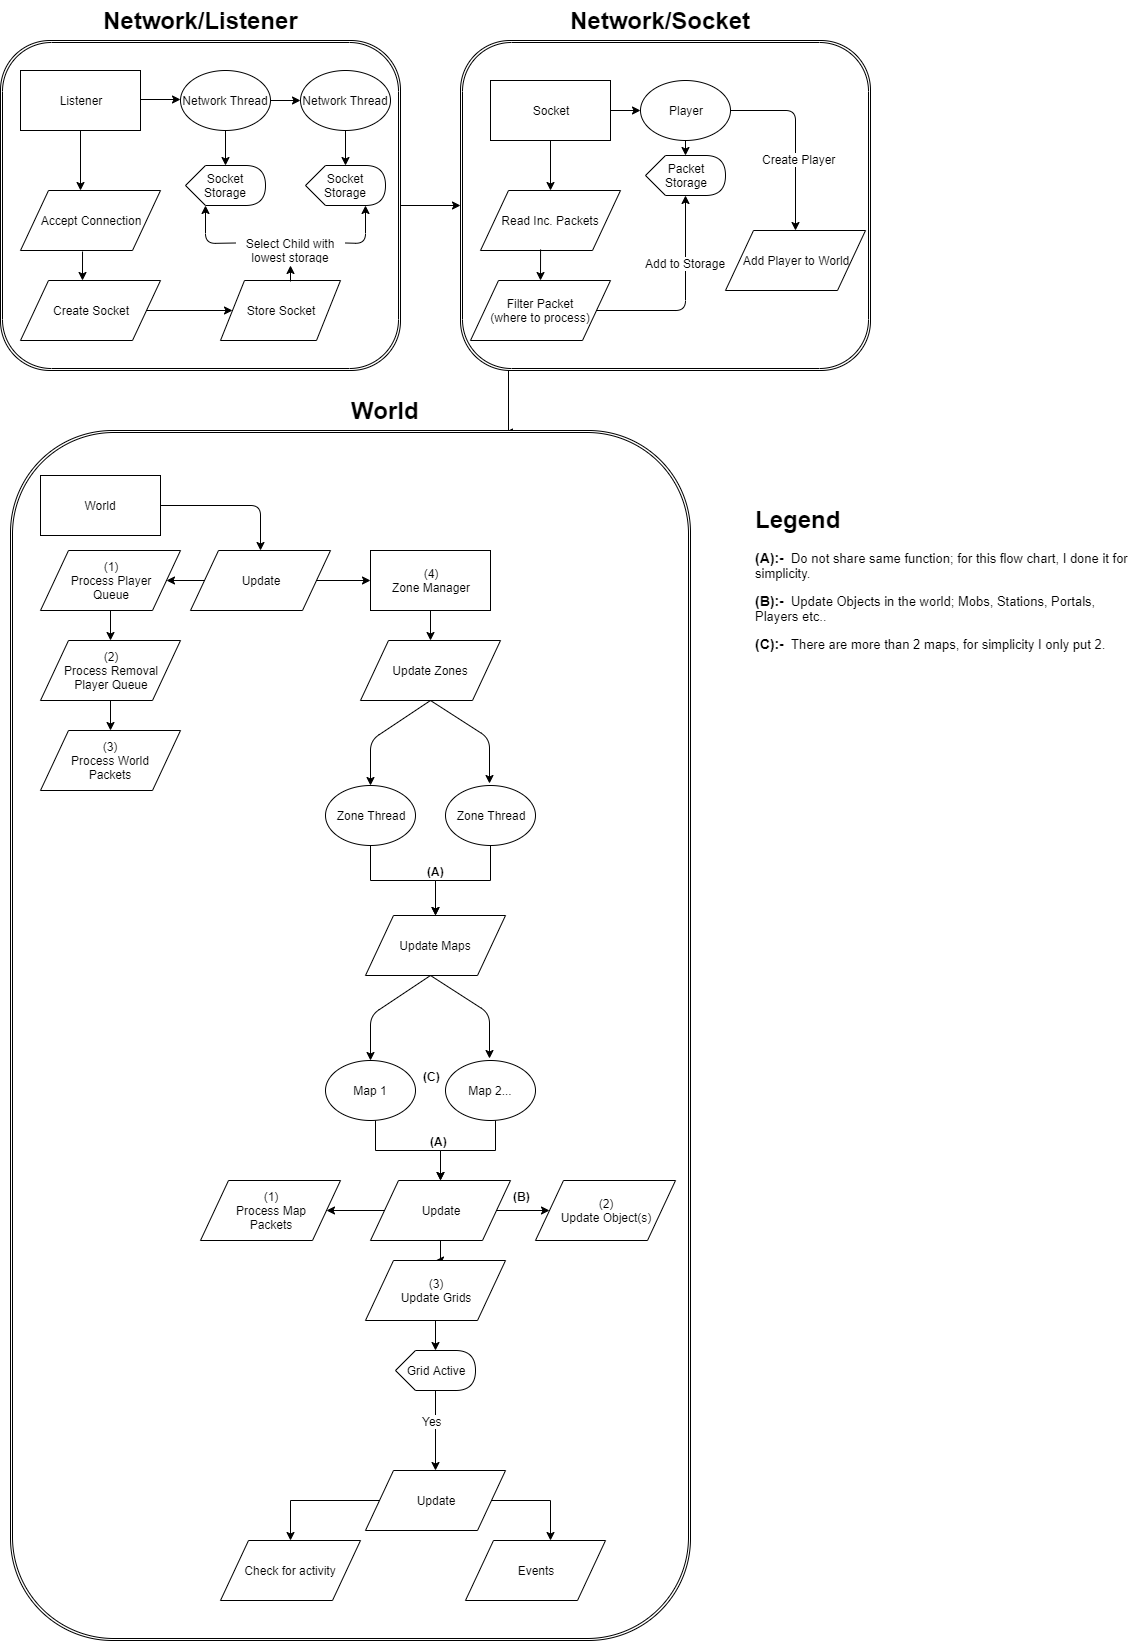 Network/Listener
Network/Socket
Listener
Network Thread
Network Thread
Socket
Storage
Socket
Storage
Accept Connection
Select Child with
lowest storage
Create Socket
Store Socket
Socket
Player
Packet
Storage
Create Player
Read Inc. Packets
Add to Storage
Add Player to World
Filter Packet
(where to process)
World
World
(1)
Process Player
Queue
Update
(4)
Zone Manager
(2)
Process Removal
Player Queue
Update Zones
(3)
Process World
Packets
Zone Thread
Zone Thread
(A)
Update Maps
Map 1
(C)
Map 2...
(A)
(1)
Process Map
Packets
Update
(B)
(2)
Update Object(s)
(3)
Update Grids
Grid Active
Yes
Update
Check for activity
Events
Legend
(A):- Do not share same function; for this flow chart, I done it for
simplicity.
(B):- Update Objects in the world; Mobs, Stations, Portals,
Players etc..
(C):- There are more than 2 maps, for simplicity I only put 2.